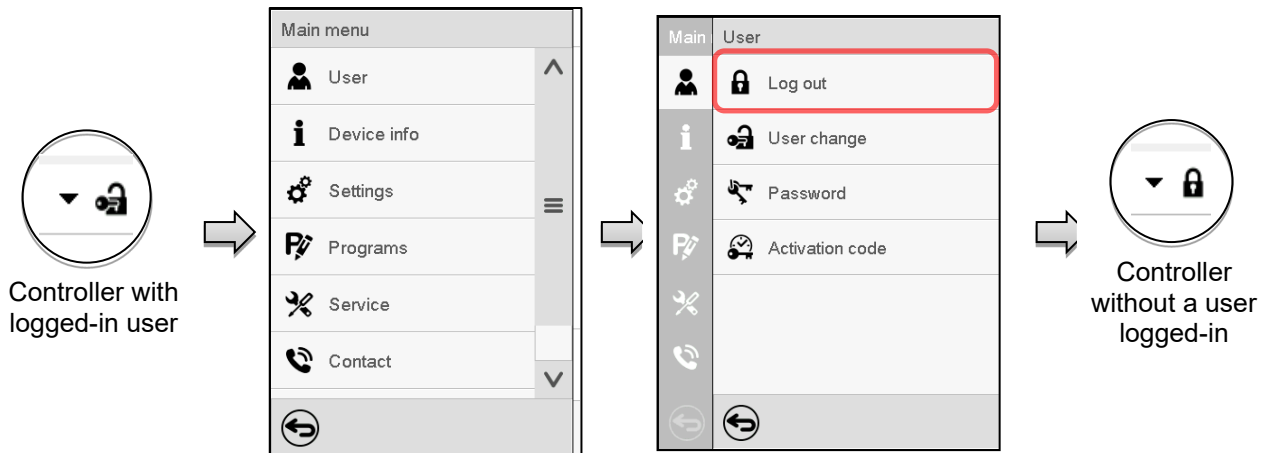 Controller with
logged-in user
Main menu
User
Device info
Settings
Programs
Service
Contact
Main
User
Log out
User change
Password
Activation code
Controller
without a user
logged-in